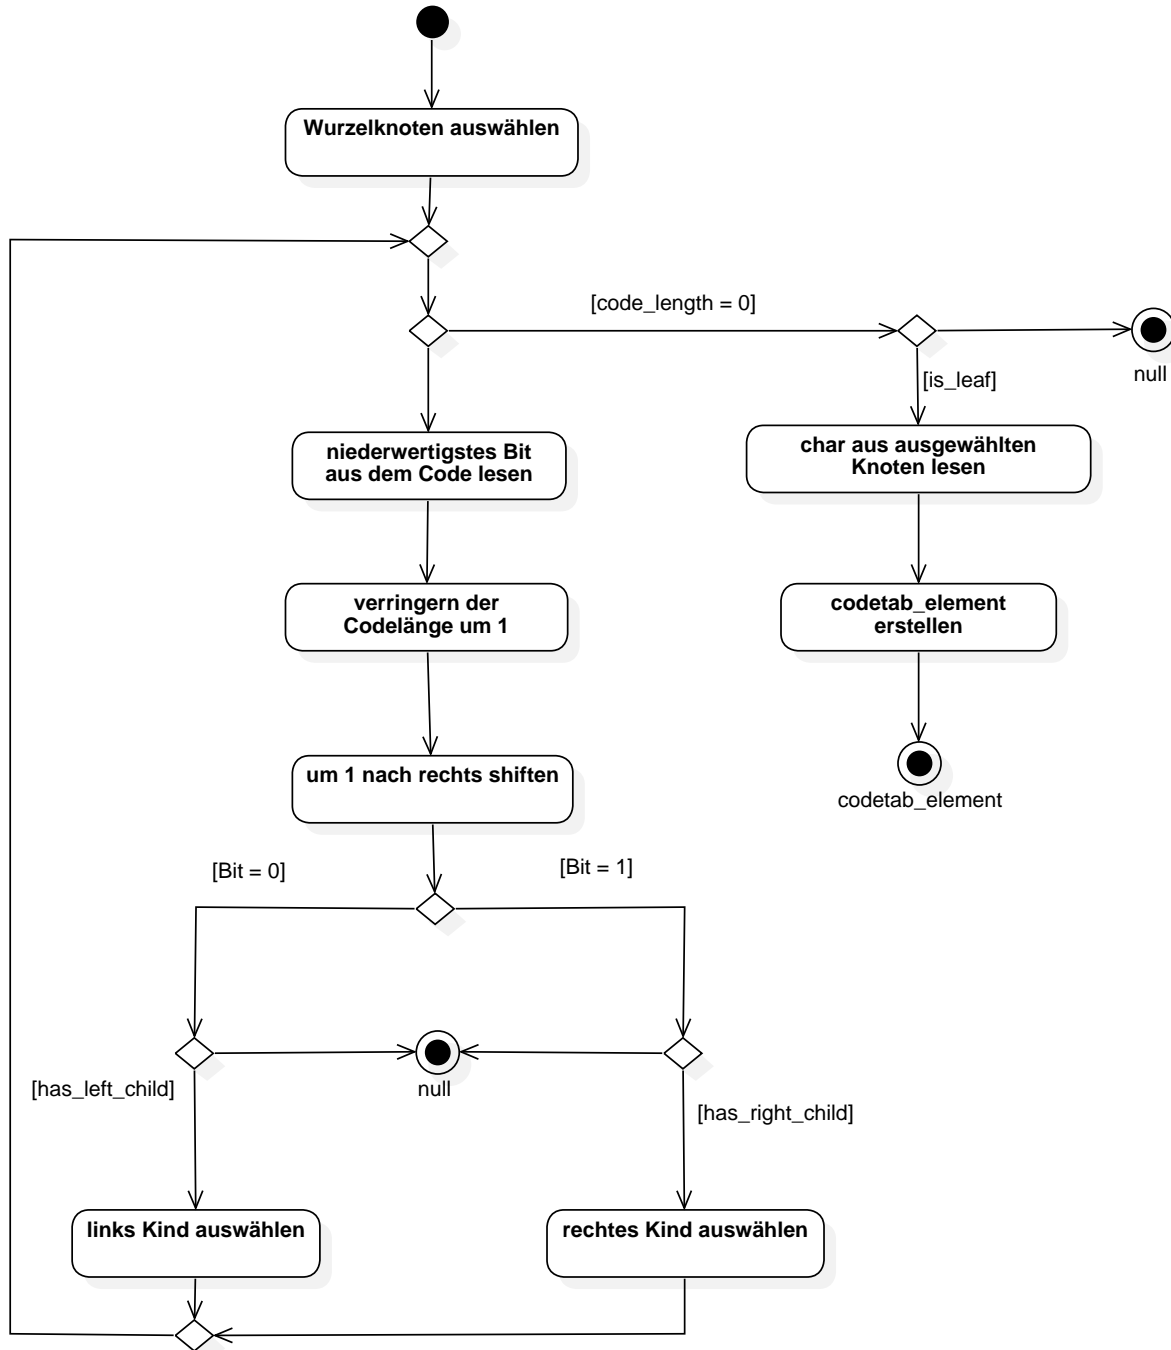 Wurzelknoten auswählen
[code_length = 0]
null
[is_leaf]
niederwertigstes Bit
aus dem Code lesen
char aus ausgewählten
Knoten lesen
verringern der
Codelänge um 1
codetab_element
erstellen
um 1 nach rechts shiften
codetab_element
[Bit = 0]
[Bit = 1]
[has_left_child]
null
[has_right_child]
links Kind auswählen
rechtes Kind auswählen